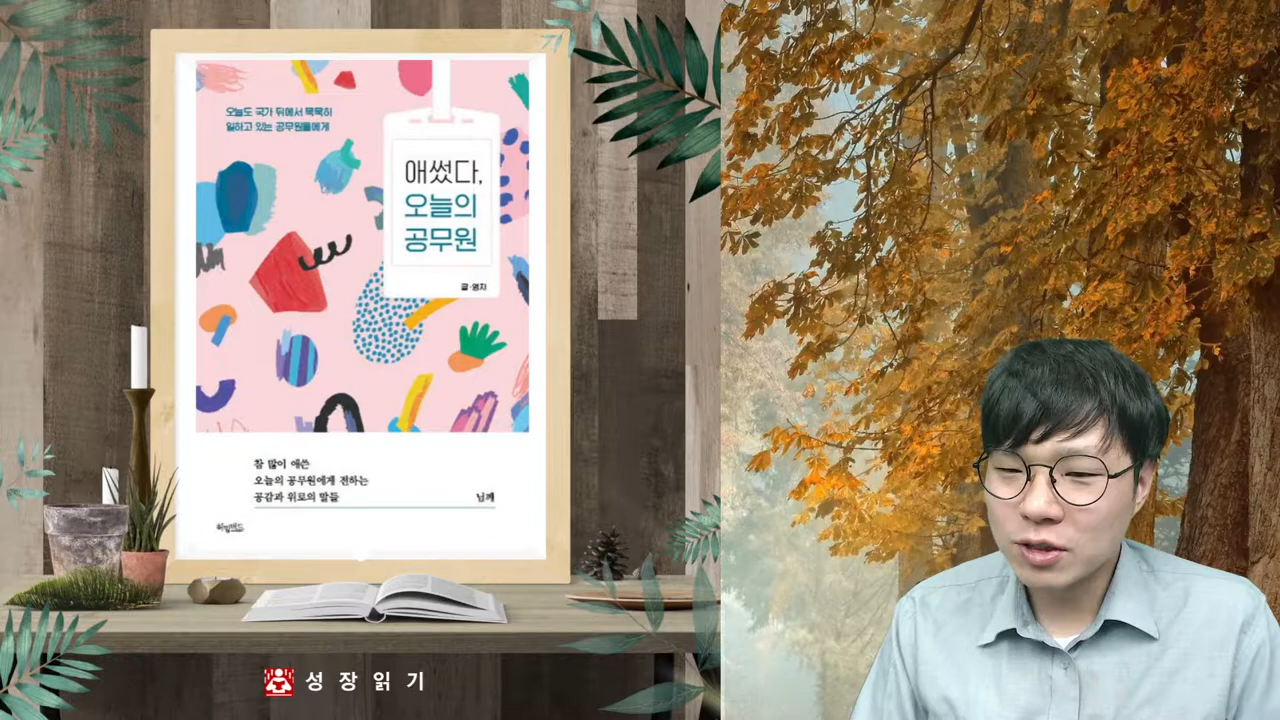 오늘도 국가 뒤에서 묵묵히
일하고 있는 공무원들에게
애썼다,
오늘의
공무원
글·영지
참 많이 애쓴
오늘의 공무원에게 전하는
공감과 위로의 말들 님께
성장읽기